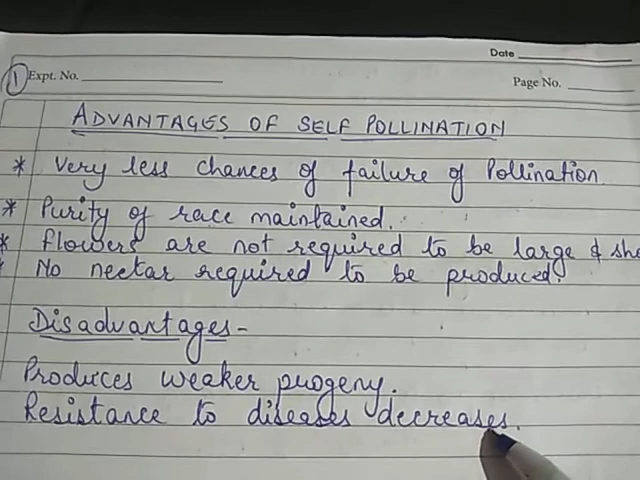 Date
1 Expt. No.
Page No.
ADVANTAGES OF SELF POLLINATION
* Very less chances of failure of Pollination
* Purity of race maintained.
* flowers are not required to be large & sho
* No nectar required to be produced.
Disadvantages -
Produces weaker progeny.
Resistance to diseases decreases.